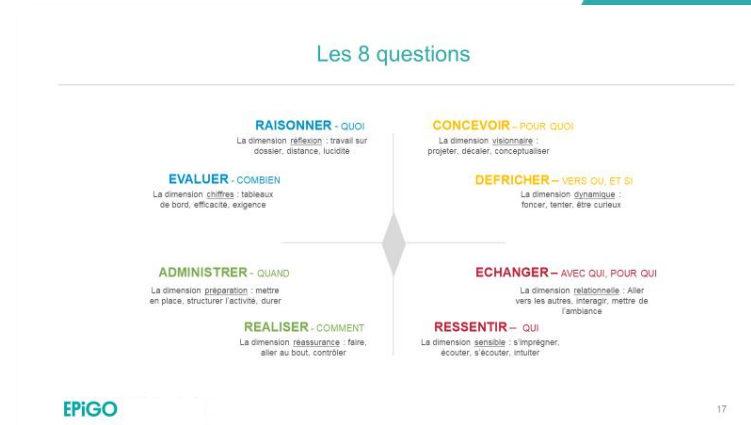 Les 8 questions
RAISONNER - QUOI
La dimension réflexion : travail sur
dossier, distance, lucidité
CONCEVOIR – POUR QUOI
La dimension visionnaire :
projeter, décaler, conceptualiser
EVALUER - COMBIEN
La dimension chiffres : tableaux
de bord, efficacité, exigence
DEFRICHER – VERS OU, ET SI
La dimension dynamique :
foncer, tenter, être curieux
ADMINISTRER - QUAND
La dimension préparation : mettre
en place, structurer l'activité, durer
ECHANGER – AVEC QUI, POUR QUI
La dimension relationnelle : Aller
vers les autres, interagir, mettre de
l'ambiance
REALISER - COMMENT
La dimension réassurance : faire,
aller au bout, contrôler
RESSENTIR – QUI
La dimension sensible : s'imprégner,
écouter, s'écouter, intuiter
EPiGO
17